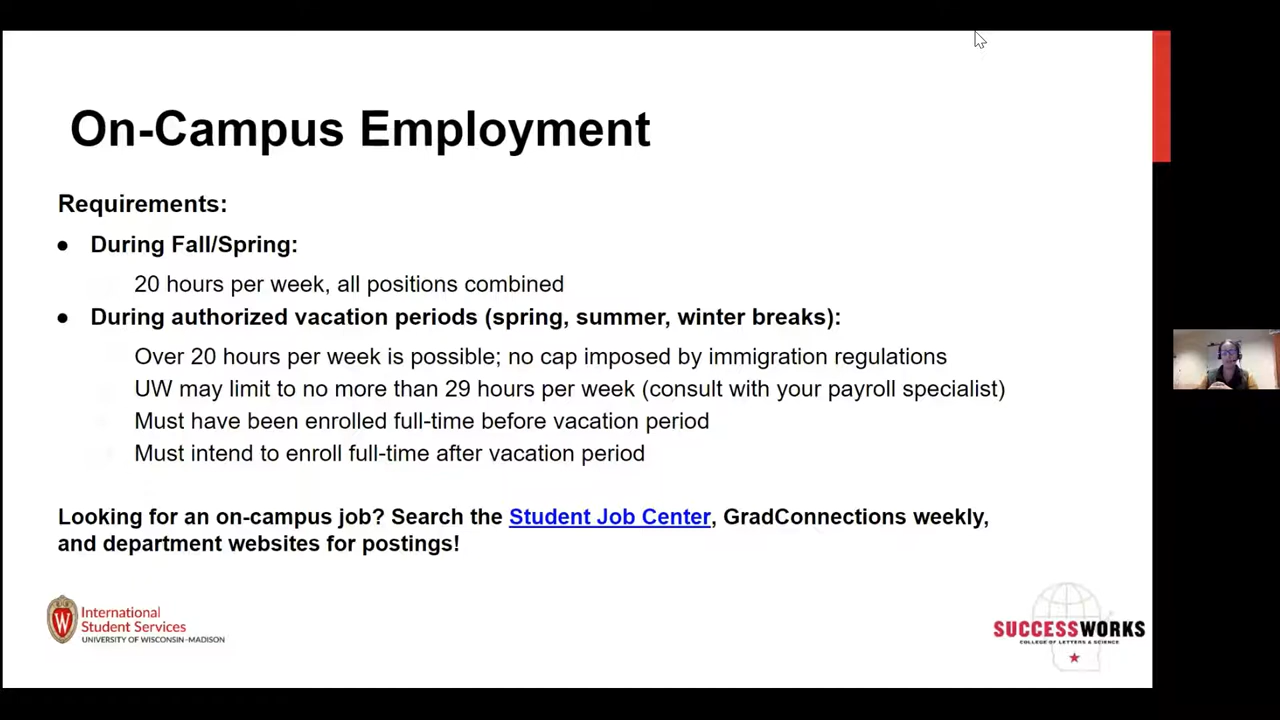 On-Campus Employment
Requirements:
● During Fall/Spring:
20 hours per week, all positions combined
● During authorized vacation periods (spring, summer, winter breaks):
Over 20 hours per week is possible; no cap imposed by immigration regulations
UW may limit to no more than 29 hours per week (consult with your payroll specialist)
Must have been enrolled full-time before vacation period
Must intend to enroll full-time after vacation period
Looking for an on-campus job? Search the Student Job Center, GradConnections weekly,
and department websites for postings!
W
International
Student Services
UNIVERSITY OF WISCONSIN–MADISON
SUCCESSWORKS
COLLEGE OF LETTERS & SCIENCE